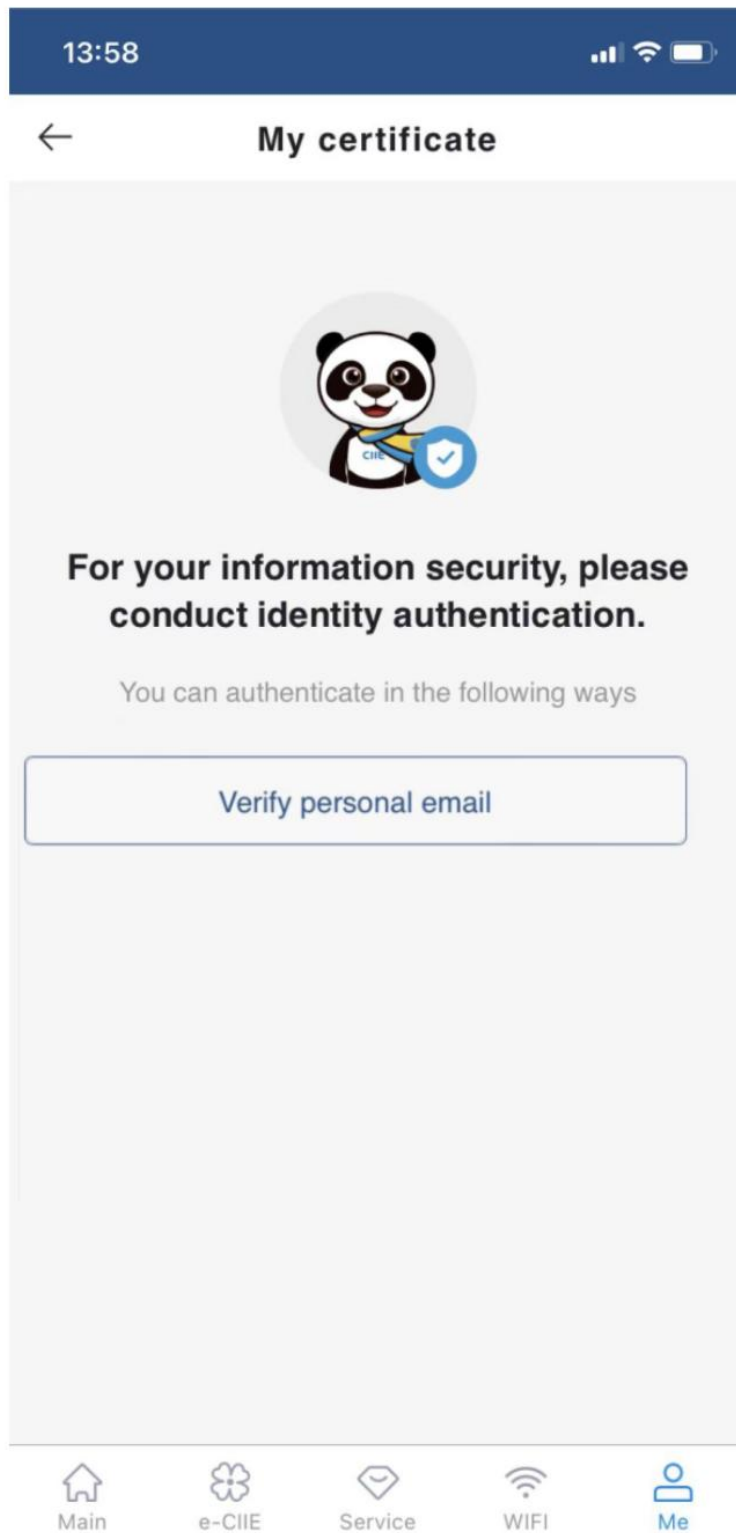 13:58
My certificate
CIIE
For your information security, please
conduct identity authentication.
You can authenticate in the following ways
Verify personal email
Main
e-CIIE
Service
WIFI
Me